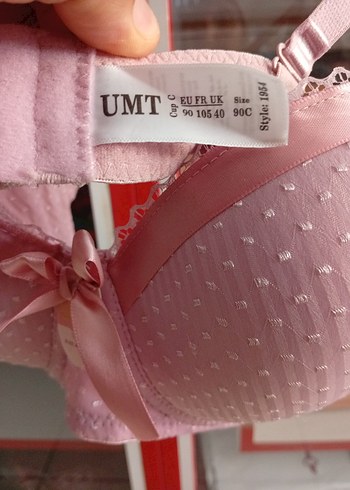 UMT
Cup C
EU FR UK
90 105 40
Size
90C
Style: 1954